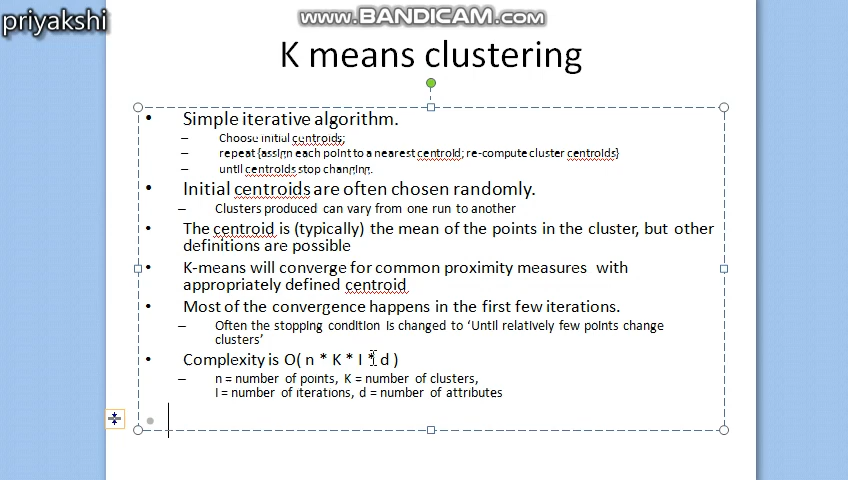 priyakshi
www.BANDICAM.com
K means clustering
• Simple iterative algorithm.
– Choose initial centroids;
– repeat {assign each point to a nearest centroid; re-compute cluster centroids}
– until centroids stop changing.
• Initial centroids are often chosen randomly.
– Clusters produced can vary from one run to another
• The centroid is (typically) the mean of the points in the cluster, but other
definitions are possible
• K-means will converge for common proximity measures with
appropriately defined centroid
• Most of the convergence happens in the first few iterations.
– Often the stopping condition is changed to ‘Until relatively few points change
clusters’
• Complexity is O( n * K * I * d )
– n = number of points, K = number of clusters,
I = number of iterations, d = number of attributes